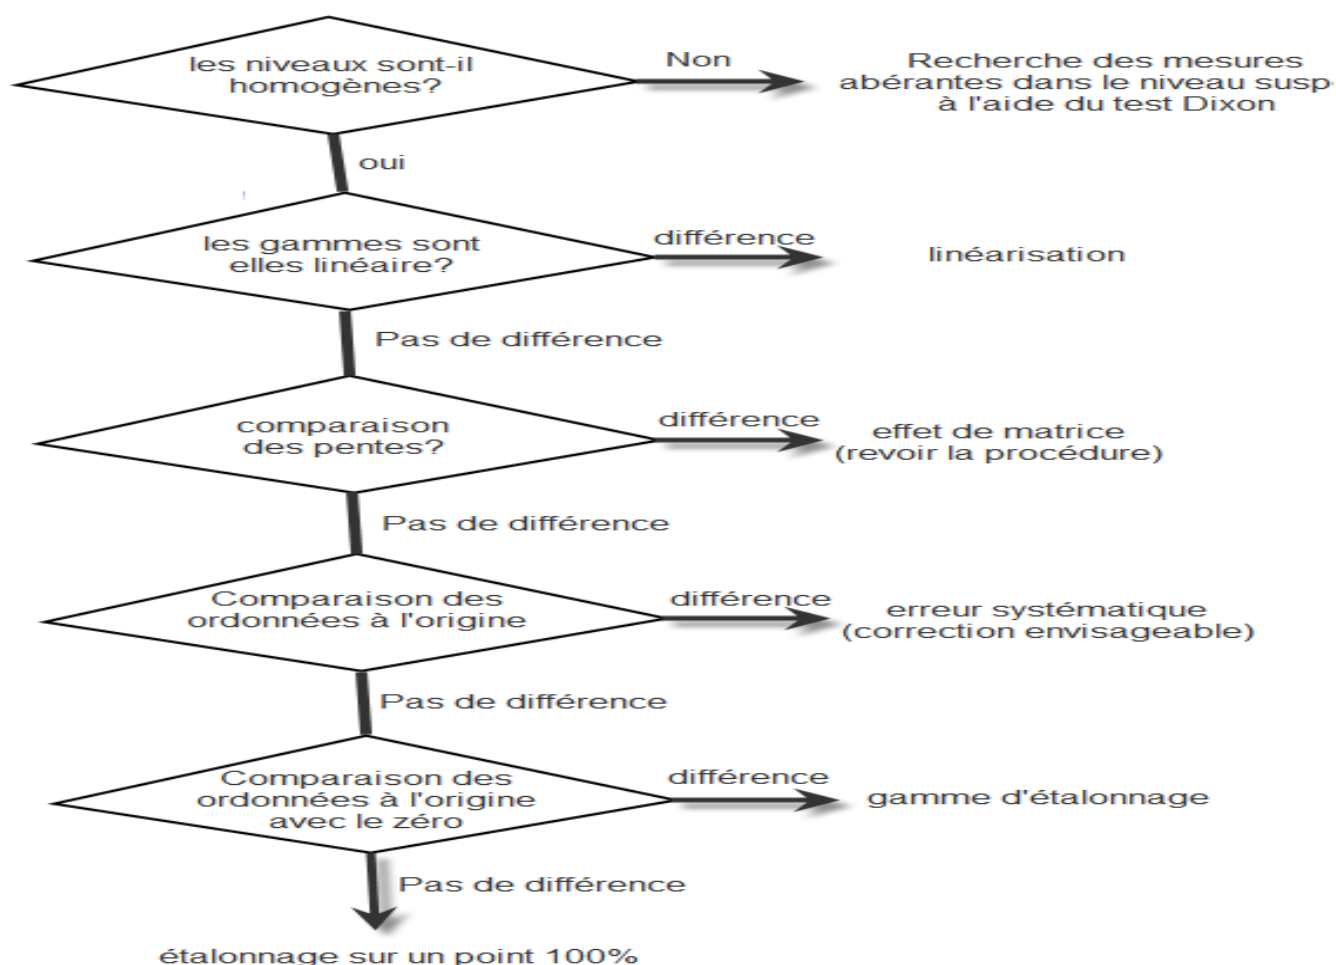 les niveaux sont-il
homogènes?
Non
Recherche des mesures
abérantes dans le niveau susp
à l'aide du test Dixon
oui
les gammes sont
elles linéaire?
différence
linéarisation
Pas de différence
comparaison
des pentes?
différence
effet de matrice
(revoir la procédure)
Pas de différence
Comparaison des
ordonnées à l'origine
différence
erreur systématique
(correction envisageable)
Pas de différence
Comparaison des
ordonnées à l'origine
avec le zéro
différence
gamme d'étalonnage
Pas de différence
étalonnage sur un point 100%